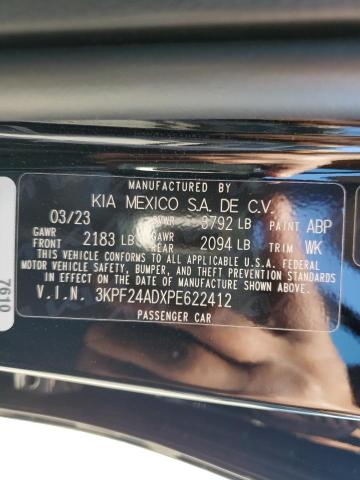 MANUFACTURED BY
KIA MEXICO S.A. DE C.V.
03/23 GVWR 3792 LB PAINT ABP
GAWR FRONT 2183 LB GAWR REAR 2094 LB TRIM WK
THIS VEHICLE CONFORMS TO ALL APPLICABLE U.S.A. FEDERAL
MOTOR VEHICLE SAFETY, BUMPER, AND THEFT PREVENTION STANDARDS
IN EFFECT ON THE DATE OF MANUFACTURE SHOWN ABOVE.
V.I.N. 3KPF24ADXPE622412
PASSENGER CAR
7610